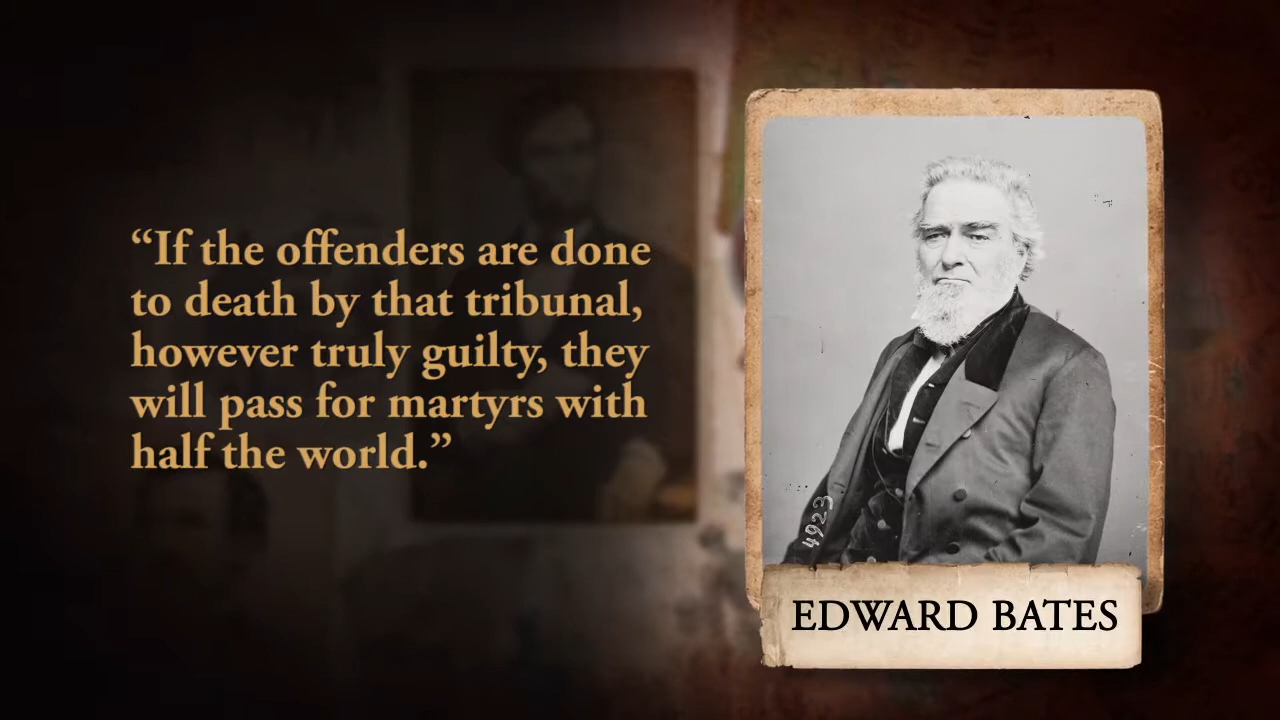 “If the offenders are done
to death by that tribunal,
however truly guilty, they
will pass for martyrs with
half the world.”
4923
EDWARD BATES